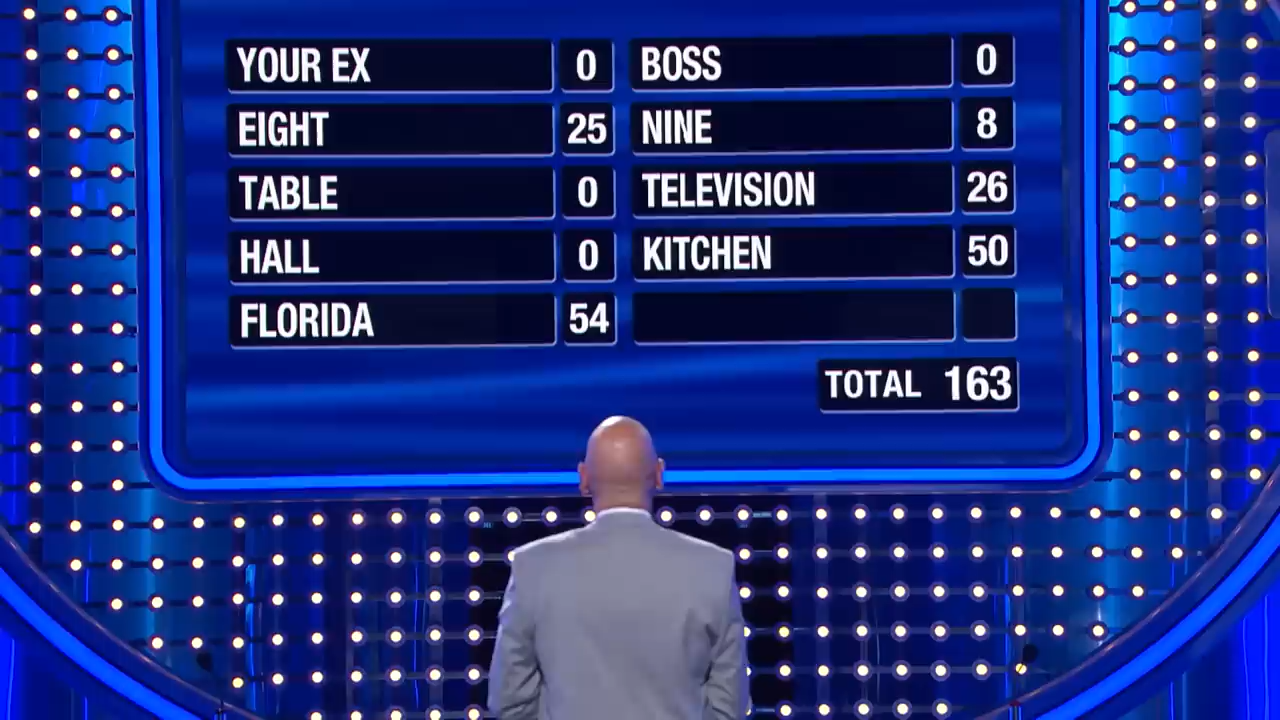 YOUR EX 0 BOSS 0
EIGHT 25 NINE 8
TABLE 0 TELEVISION 26
HALL 0 KITCHEN 50
FLORIDA 54
TOTAL 163